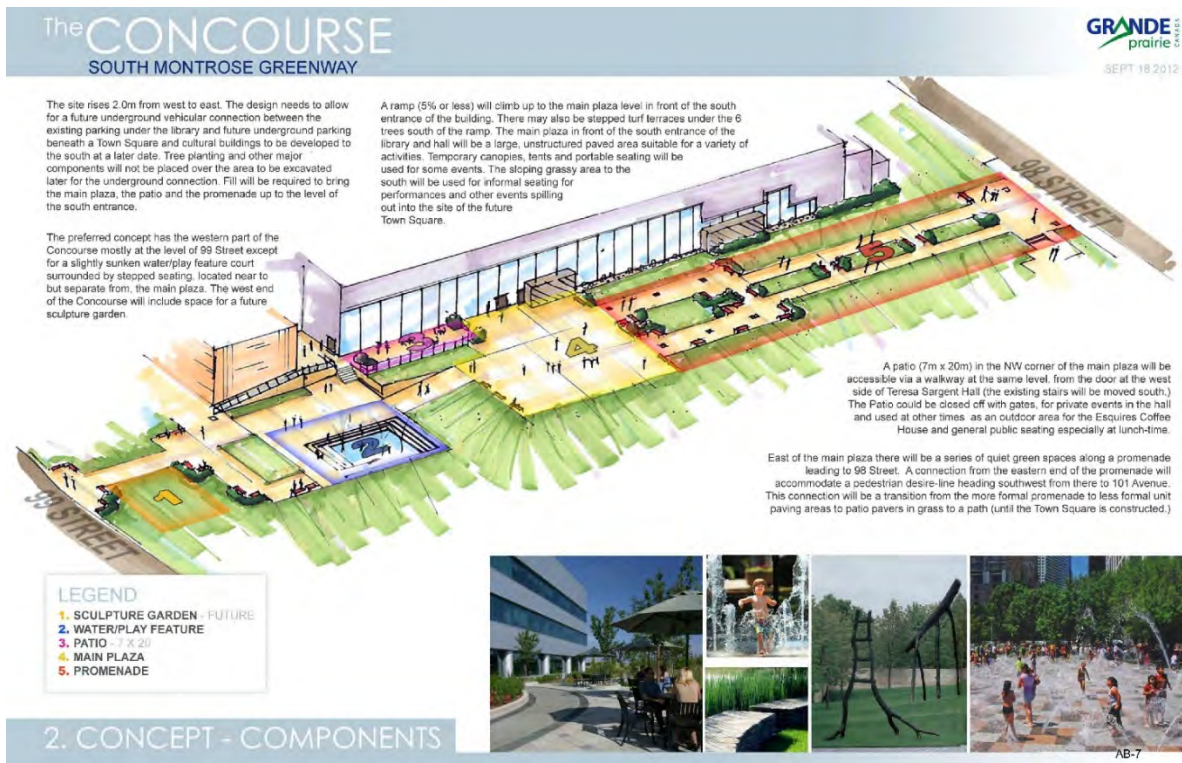 The CONCOURSE
SOUTH MONTROSE GREENWAY
GRANDE
prairie
CANADA
SEPT 18 2012
The site rises 2.0m from west to east. The design needs to allow
for a future underground vehicular connection between the
existing parking under the library and future underground parking
beneath a Town Square and cultural buildings to be developed to
the south at a later date. Tree planting and other major
components will not be placed over the area to be excavated
later for the underground connection. Fill will be required to bring
the main plaza, the patio and the promenade up to the level of
the south entrance.
The preferred concept has the western part of the
Concourse mostly at the level of 99 Street except
for a slightly sunken water/play feature court
surrounded by stepped seating, located near to
but separate from, the main plaza. The west end
of the Concourse will include space for a future
sculpture garden.
A ramp (5% or less) will climb up to the main plaza level in front of the south
entrance of the building. There may also be stepped turf terraces under the 6
trees south of the ramp. The main plaza in front of the south entrance of the
library and hall will be a large, unstructured paved area suitable for a variety of
activities. Temporary canopies, tents and portable seating will be
used for some events. The sloping grassy area to the
south will be used for informal seating for
performances and other events spilling
out into the site of the future
Town Square.
98 STREET
5
4
3
2
1
99 STREET
A patio (7m x 20m) in the NW corner of the main plaza will be
accessible via a walkway at the same level, from the door at the west
side of Teresa Sargent Hall (the existing stairs will be moved south.)
The Patio could be closed off with gates, for private events in the hall
and used at other times as an outdoor area for the Esquires Coffee
House and general public seating especially at lunch-time.
East of the main plaza there will be a series of quiet green spaces along a promenade
leading to 98 Street. A connection from the eastern end of the promenade will
accommodate a pedestrian desire-line heading southwest from there to 101 Avenue.
This connection will be a transition from the more formal promenade to less formal unit
paving areas to patio pavers in grass to a path (until the Town Square is constructed.)
LEGEND
1. SCULPTURE GARDEN - FUTURE
2. WATER/PLAY FEATURE
3. PATIO - 7 X 20
4. MAIN PLAZA
5. PROMENADE
2. CONCEPT - COMPONENTS
AB-7